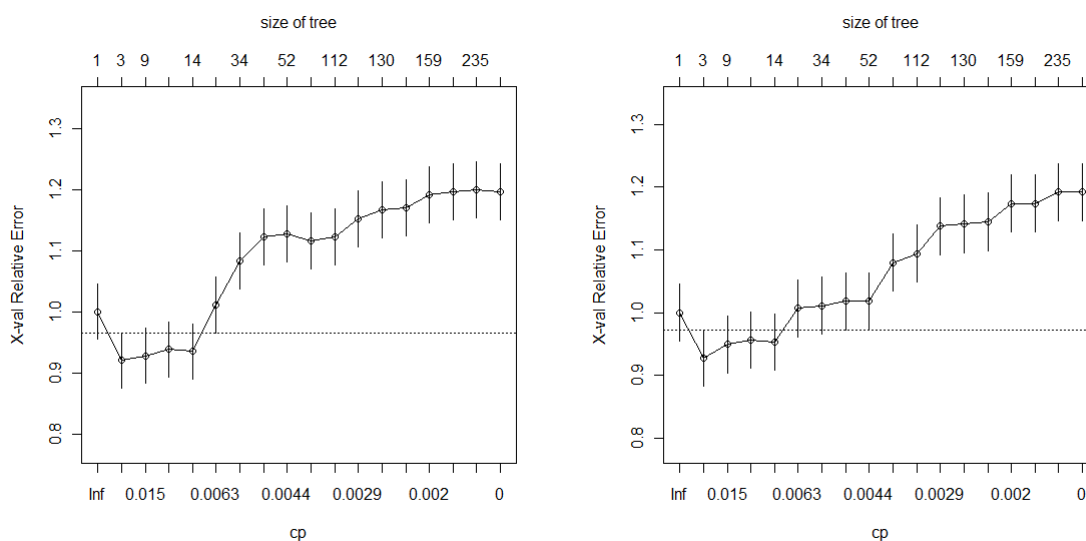 size of tree
1 3 9 14 34 52 112 130 159 235
X-val Relative Error
1.3
1.2
1.1
1.0
0.9
0.8
Inf 0.015 0.0063 0.0044 0.0029 0.002 0
cp
size of tree
1 3 9 14 34 52 112 130 159 235
X-val Relative Error
1.3
1.2
1.1
1.0
0.9
0.8
Inf 0.015 0.0063 0.0044 0.0029 0.002 0
cp